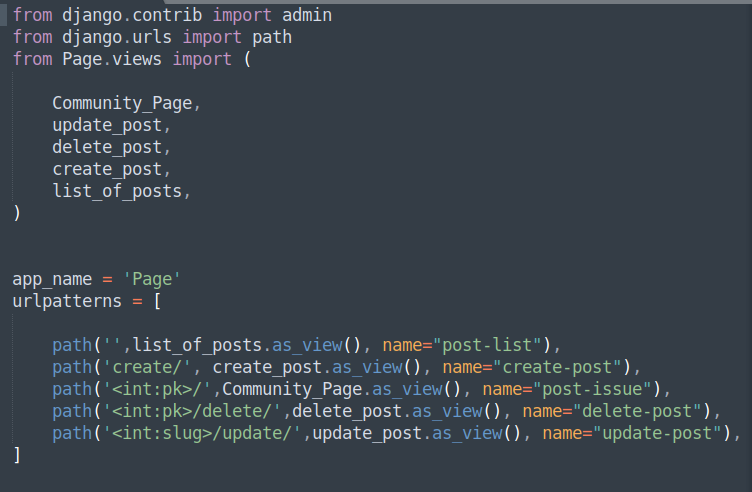 from django.contrib import admin
from django.urls import path
from Page.views import (
Community_Page,
update_post,
delete_post,
create_post,
list_of_posts,
)
app_name = 'Page'
urlpatterns = [
path('',list_of_posts.as_view(), name="post-list"),
path('create/', create_post.as_view(), name="create-post"),
path('<int:pk>/',Community_Page.as_view(), name="post-issue"),
path('<int:pk>/delete/',delete_post.as_view(), name="delete-post"),
path('<int:slug>/update/',update_post.as_view(), name="update-post"),
]